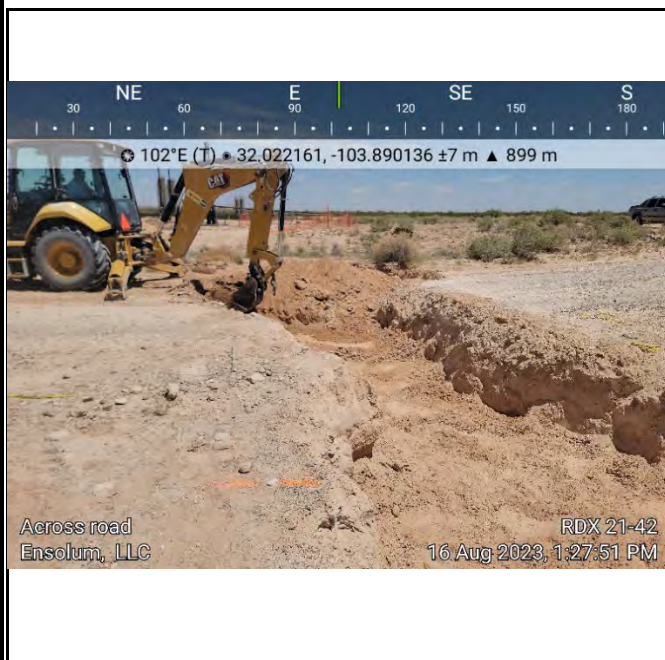 NE E SE S
30 60 90 120 150 180
102°E (T) 32.022161, -103.890136 ±7 m ▲ 899 m
CAT
Across road RDX 21-42
Ensolum, LLC 16 Aug 2023, 1:27:51 PM